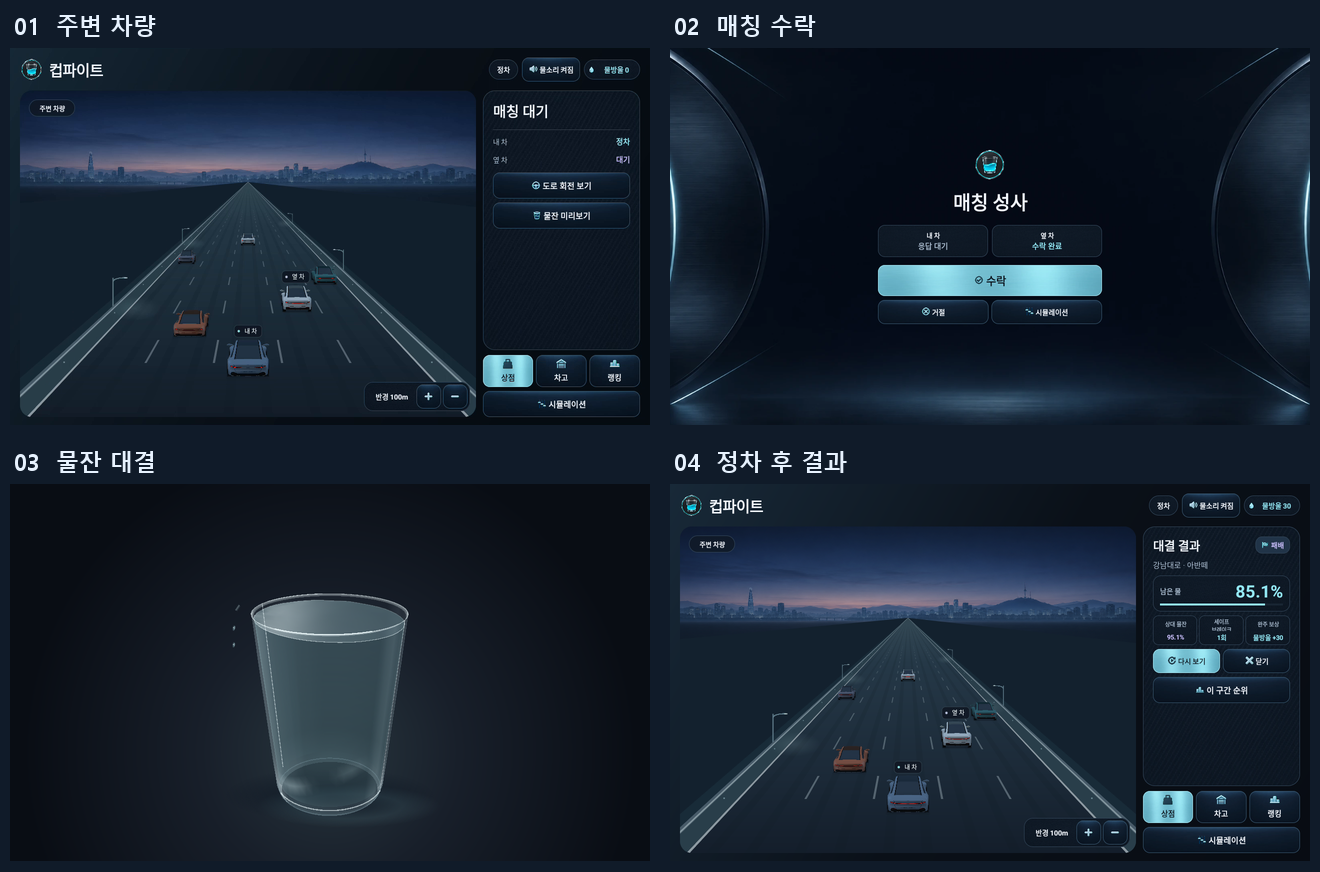 01 주변 차량
컵파이트
정차
물소리 켜짐
물방울 0
주변 차량
매칭 대기
내 차 정차
옆 차 대기
도로 회전 보기
물잔 미리보기
옆 차
내 차
반경 100m + −
상점
차고
랭킹
시뮬레이션
02 매칭 수락
매칭 성사
내 차
응답 대기
옆 차
수락 완료
수락
거절
시뮬레이션
03 물잔 대결
04 정차 후 결과
컵파이트
정차
물소리 켜짐
물방울 30
주변 차량
대결 결과
패배
강남대로 · 아반떼
남은 물 85.1%
상대 물잔
95.1%
세이프
브레이크
1회
완주 보상
물방울 +30
다시 보기
닫기
이 구간 순위
옆 차
내 차
반경 100m + −
상점
차고
랭킹
시뮬레이션